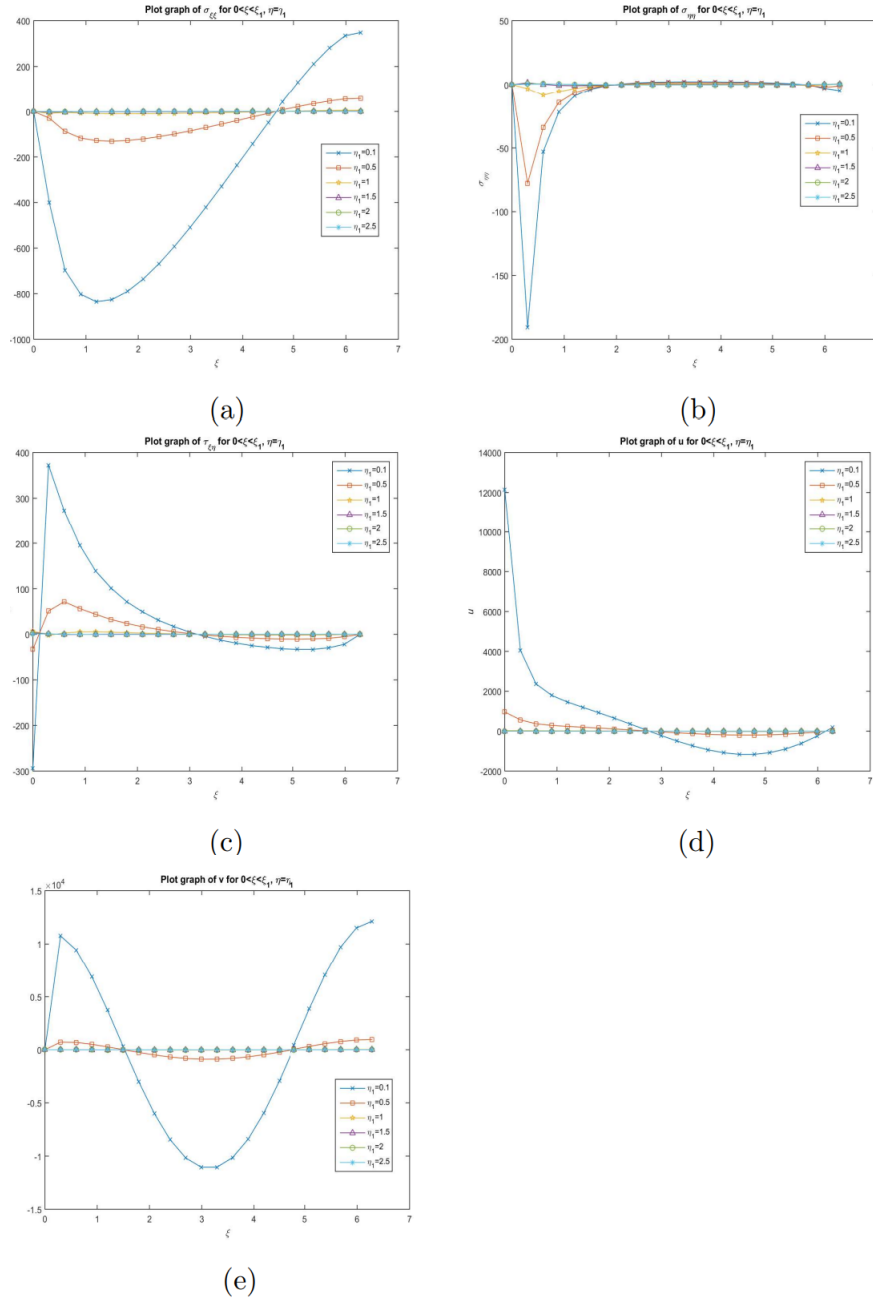 Plot graph of σξξ for 0<ξ<ξ1, η=η1
400
200
0
-200
-400
-600
-800
-1000
0 1 2 3 4 5 6 7
ξ
η1=0.1
η1=0.5
η1=1
η1=1.5
η1=2
η1=2.5
(a)
Plot graph of σηη for 0<ξ<ξ1, η=η1
50
0
-50
-100
-150
-200
σηη
0 1 2 3 4 5 6
ξ
η1=0.1
η1=0.5
η1=1
η1=1.5
η1=2
η1=2.5
(b)
Plot graph of τξη for 0<ξ<ξ1, η=η1
400
300
200
100
0
-100
-200
-300
0 1 2 3 4 5 6 7
ξ
η1=0.1
η1=0.5
η1=1
η1=1.5
η1=2
η1=2.5
(c)
Plot graph of u for 0<ξ<ξ1, η=η1
14000
12000
10000
8000
6000
4000
2000
0
-2000
u
0 1 2 3 4 5 6 7
ξ
η1=0.1
η1=0.5
η1=1
η1=1.5
η1=2
η1=2.5
(d)
Plot graph of v for 0<ξ<ξ1, η=η1
×10^4
1.5
1
0.5
0
-0.5
-1
-1.5
0 1 2 3 4 5 6 7
ξ
η1=0.1
η1=0.5
η1=1
η1=1.5
η1=2
η1=2.5
(e)